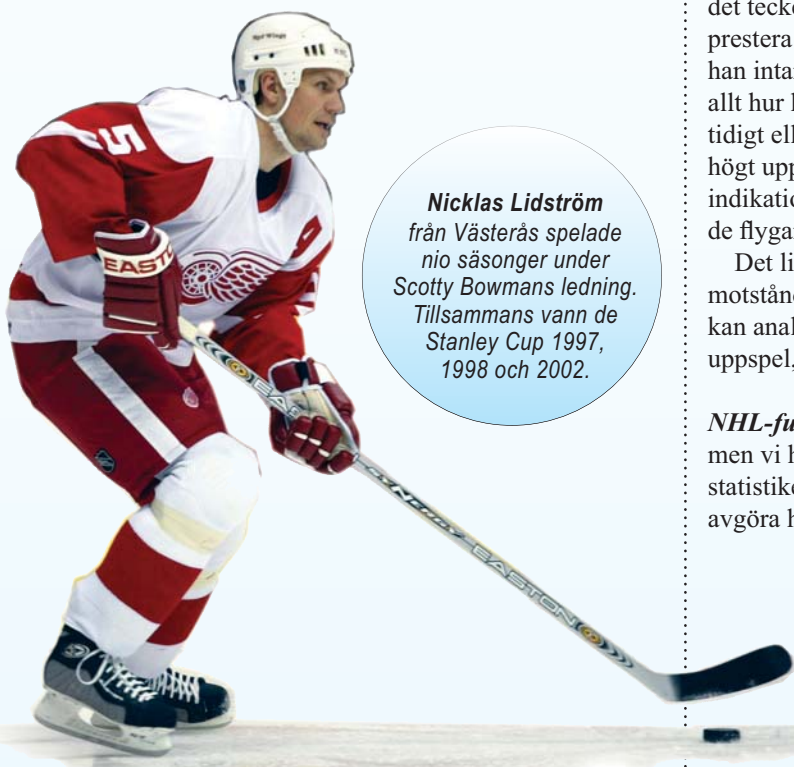 5
EAST
SYNERGY EASTON
Nicklas Lidström
från Västerås spelade
nio säsonger under
Scotty Bowmans ledning.
Tillsammans vann de
Stanley Cup 1997,
1998 och 2002.
det tecke
prestera
han intar
allt hur
tidigt ell
högt upp
indikatio
de flygar
Det li
motstånd
kan anal
uppspel,
NHL-fu
men vi h
statistike
avgöra h